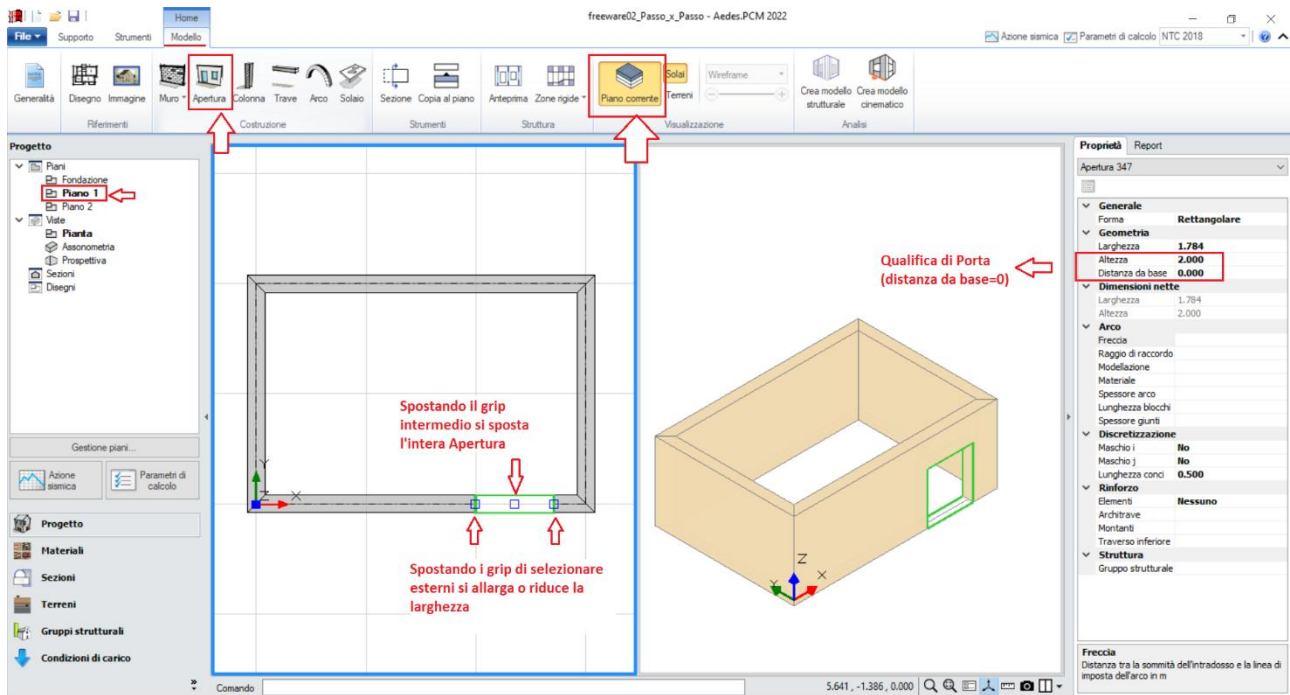 freeware02_Passo_x_Passo - Aedes.PCM 2022
Home
File Supporto Strumenti Modello
Azione sismica Parametri di calcolo NTC 2018
Generalità Disegno Immagine Muro Apertura Colonna Trave Arco Solaio Sezione Copia al piano Anteprima Zone rigide Piano corrente Solai Terreni Wireframe Crea modello strutturale Crea modello cinematico
Riferimenti Costruzione Strumenti Struttura Visualizzazione Analisi
Progetto
Piani
Fondazione
Piano 1
Piano 2
Viste
Pianta
Assonometria
Prospettiva
Sezioni
Disegni
Gestione piani...
Azione sismica
Parametri di calcolo
Progetto
Materiali
Sezioni
Terreni
Gruppi strutturali
Condizioni di carico
Spostando il grip
intermedio si sposta
l'intera Apertura
Y
Z
X
Spostando i grip di selezionare
esterni si allarga o riduce la
larghezza
Qualifica di Porta
(distanza da base=0)
Z
Y
X
Comando
5.641 , -1.386, 0.000
Proprietà Report
Apertura 347
Generale
Forma Rettangolare
Geometria
Larghezza 1.784
Altezza 2.000
Distanza da base 0.000
Dimensioni nette
Larghezza 1.784
Altezza 2.000
Arco
Freccia
Raggio di raccordo
Modellazione
Materiale
Spessore arco
Lunghezza blocchi
Spessore giunti
Discretizzazione
Maschio i No
Maschio j No
Lunghezza conci 0.500
Rinforzo
Elementi Nessuno
Architrave
Montanti
Traverso inferiore
Struttura
Gruppo strutturale
Freccia
Distanza tra la sommità dell'intradosso e la linea di
imposta dell'arco in m